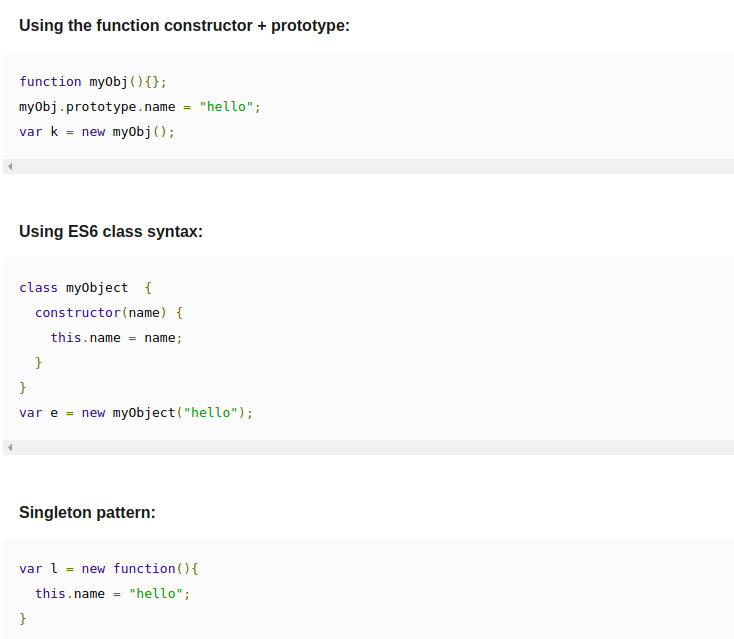 Using the function constructor + prototype:
function myObj(){};
myObj.prototype.name = "hello";
var k = new myObj();
Using ES6 class syntax:
class myObject  {
  constructor(name) {
    this.name = name;
  }
}
var e = new myObject("hello");
Singleton pattern:
var l = new function(){
  this.name = "hello";
}